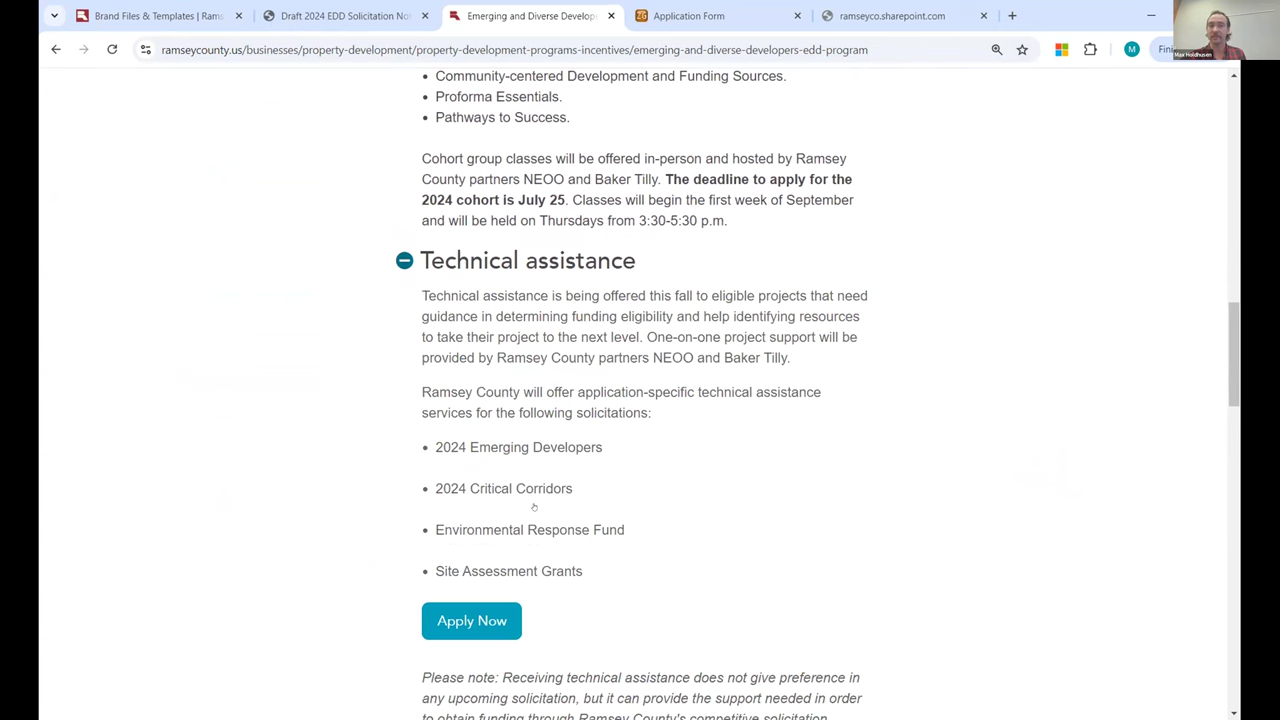 Brand Files & Templates | Rams
Draft 2024 EDD Solicitation No
Emerging and Diverse Develop
Application Form
ramseyco.sharepoint.com
ramseycounty.us/businesses/property-development/property-development-programs-incentives/emerging-and-diverse-developers-edd-program
M
Max Holdhusen
• Community-centered Development and Funding Sources.
• Proforma Essentials.
• Pathways to Success.
Cohort group classes will be offered in-person and hosted by Ramsey
County partners NEOO and Baker Tilly. The deadline to apply for the
2024 cohort is July 25. Classes will begin the first week of September
and will be held on Thursdays from 3:30-5:30 p.m.
Technical assistance
Technical assistance is being offered this fall to eligible projects that need
guidance in determining funding eligibility and help identifying resources
to take their project to the next level. One-on-one project support will be
provided by Ramsey County partners NEOO and Baker Tilly.
Ramsey County will offer application-specific technical assistance
services for the following solicitations:
• 2024 Emerging Developers
• 2024 Critical Corridors
• Environmental Response Fund
• Site Assessment Grants
Apply Now
Please note: Receiving technical assistance does not give preference in
any upcoming solicitation, but it can provide the support needed in order
to obtain funding through Ramsey County's competitive solicitation